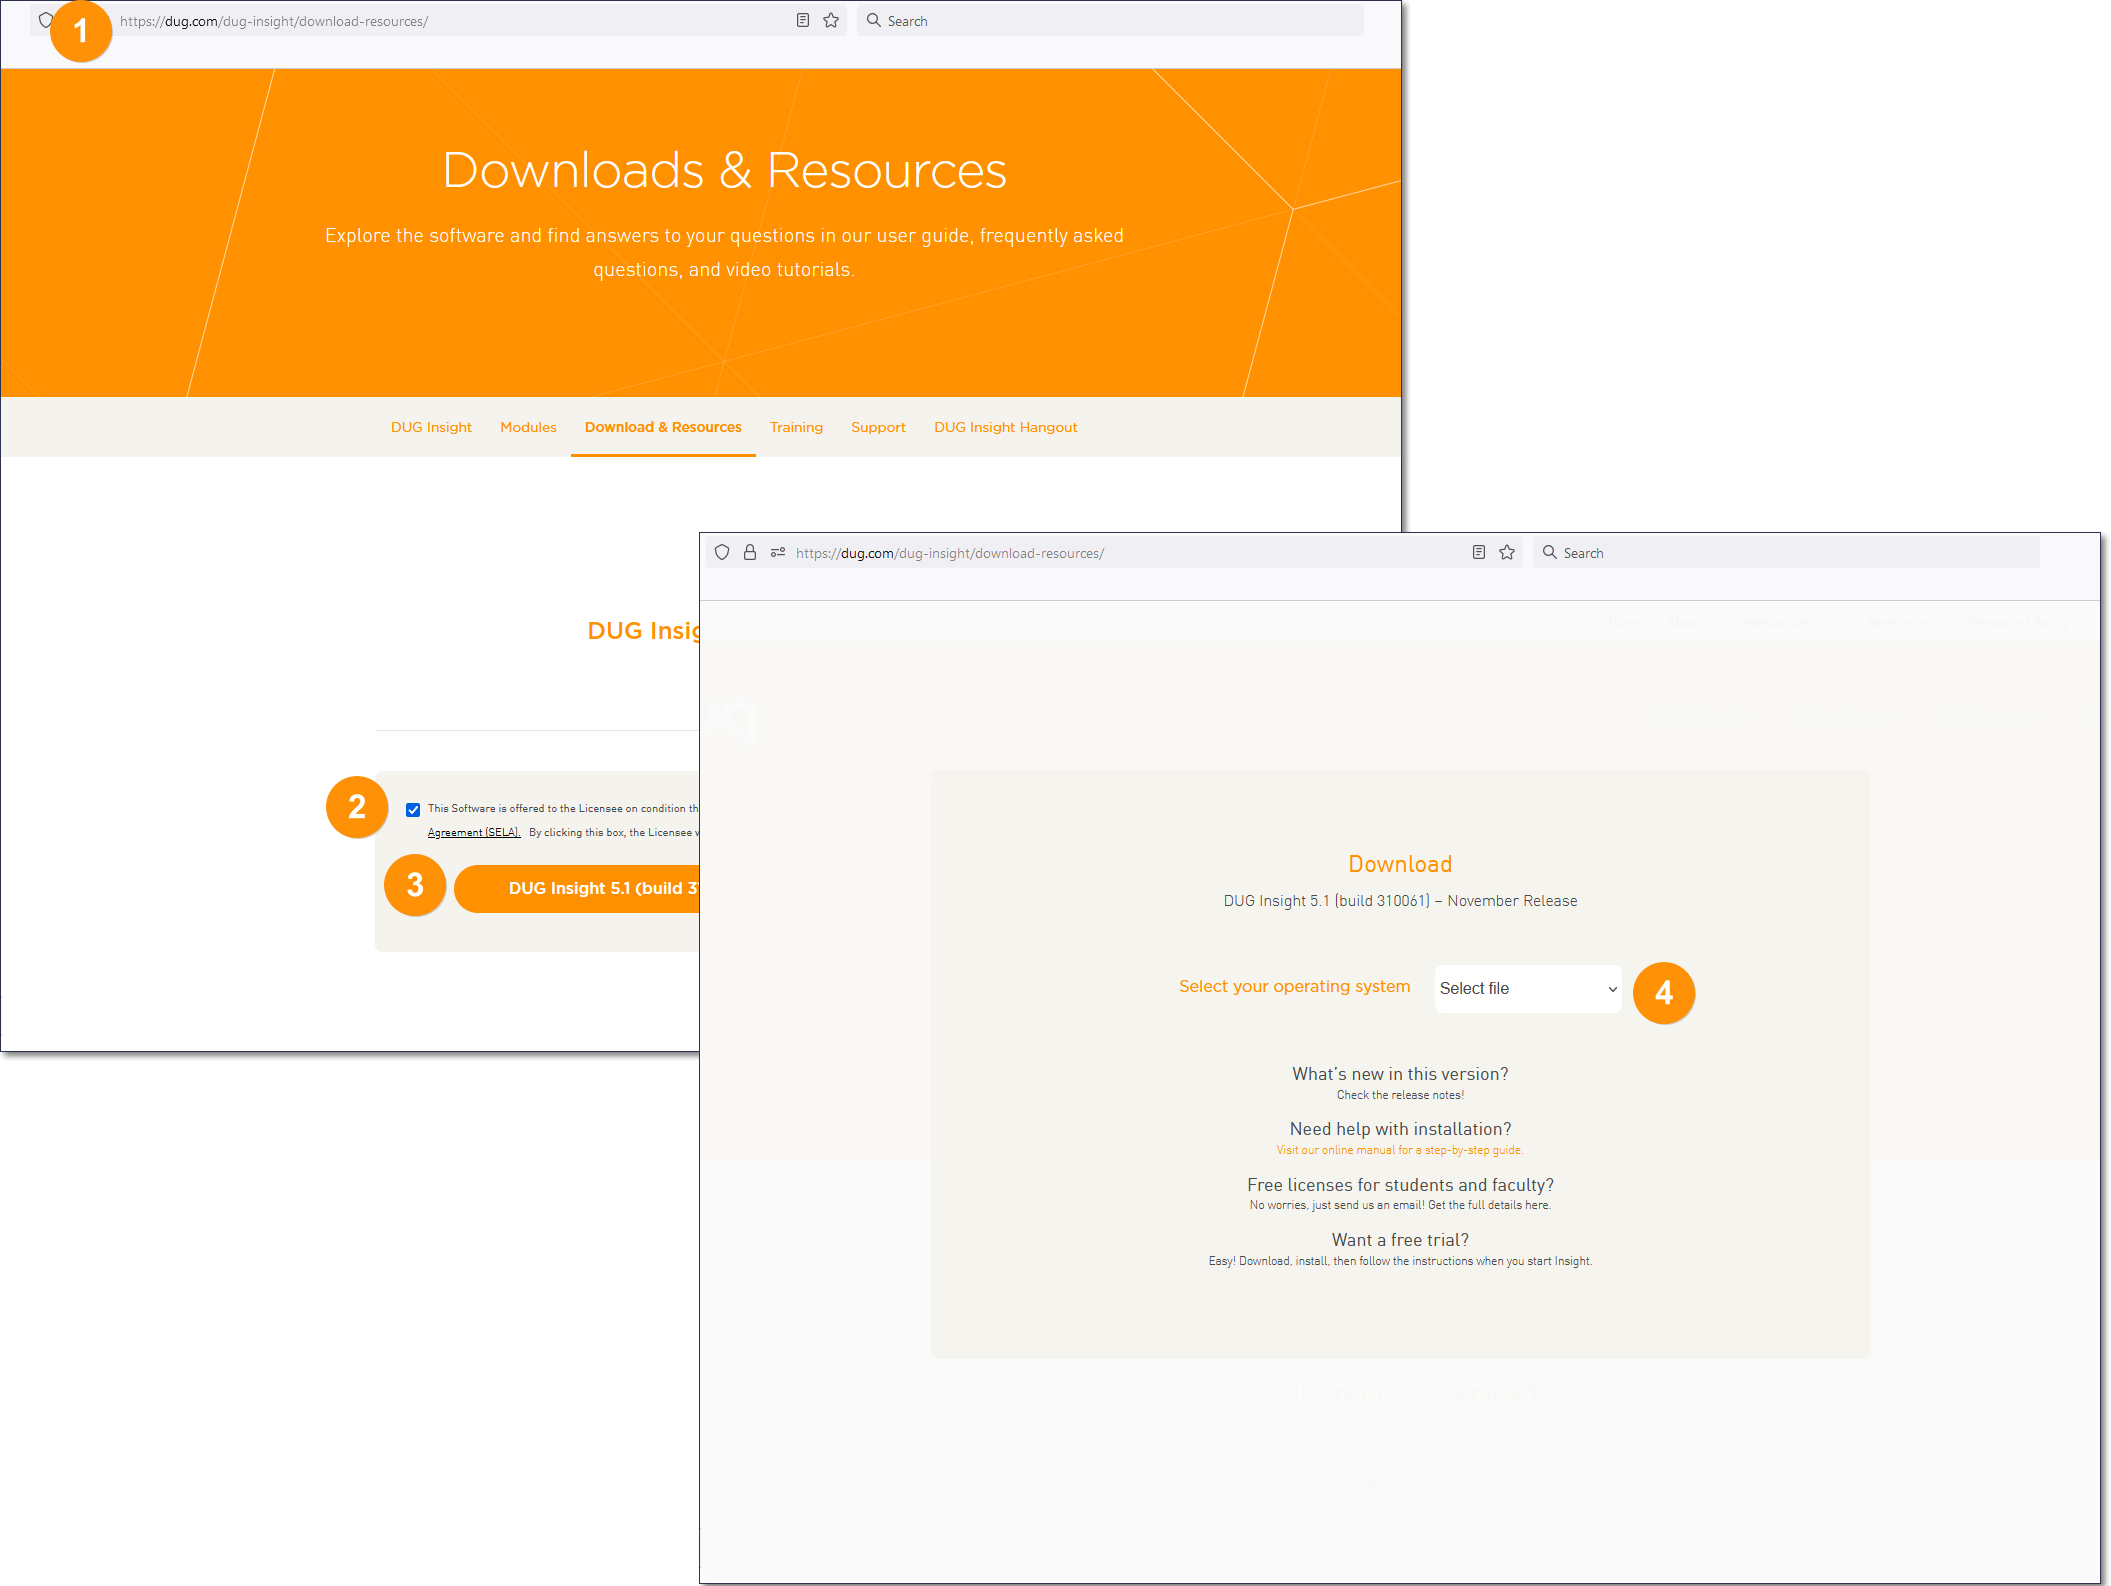 1
https://dug.com/dug-insight/download-resources/
Search
Downloads & Resources
Explore the software and find answers to your questions in our user guide, frequently asked
questions, and video tutorials.
DUG Insight Modules Download & Resources Training Support DUG Insight Hangout
DUG Insig
2
This Software is offered to the Licensee on condition th
Agreement (SELA). By clicking this box, the Licensee
3
DUG Insight 5.1 (build 31
https://dug.com/dug-insight/download-resources/
Search
Download
DUG Insight 5.1 (build 310061) – November Release
Select your operating system
Select file
4
What's new in this version?
Check the release notes!
Need help with installation?
Visit our online manual for a step-by-step guide.
Free licenses for students and faculty?
No worries, just send us an email! Get the full details here.
Want a free trial?
Easy! Download, install, then follow the instructions when you start Insight.
DUG Insight Download